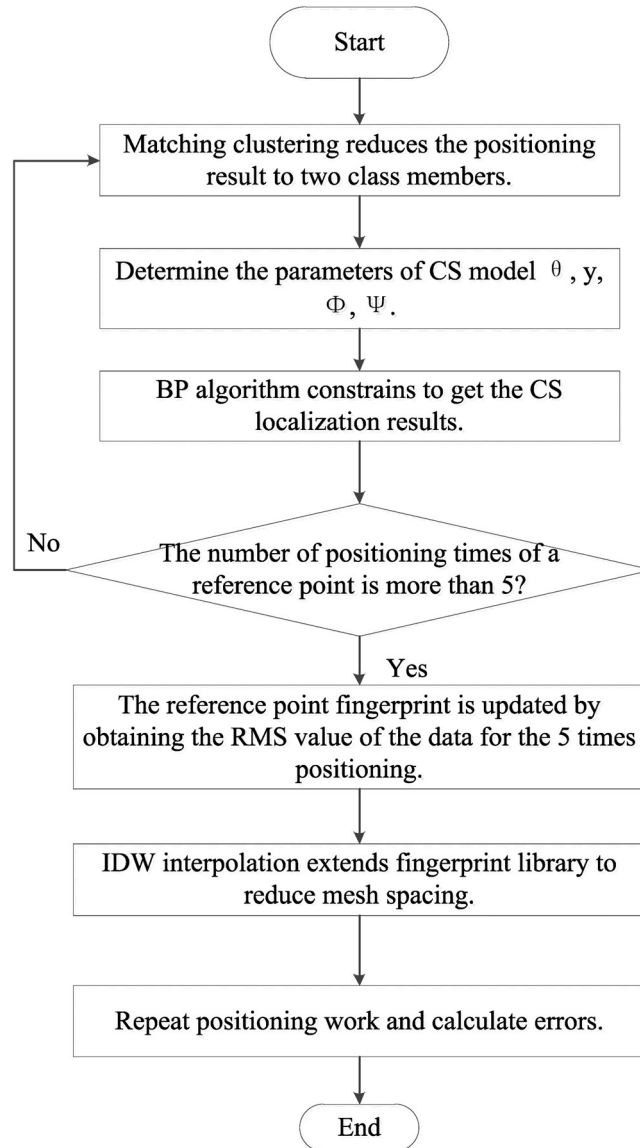 Start
Matching clustering reduces the positioning
result to two class members.
Determine the parameters of CS model θ , y,
Φ, Ψ.
BP algorithm constrains to get the CS
localization results.
No
The number of positioning times of a
reference point is more than 5?
Yes
The reference point fingerprint is updated by
obtaining the RMS value of the data for the 5 times
positioning.
IDW interpolation extends fingerprint library to
reduce mesh spacing.
Repeat positioning work and calculate errors.
End